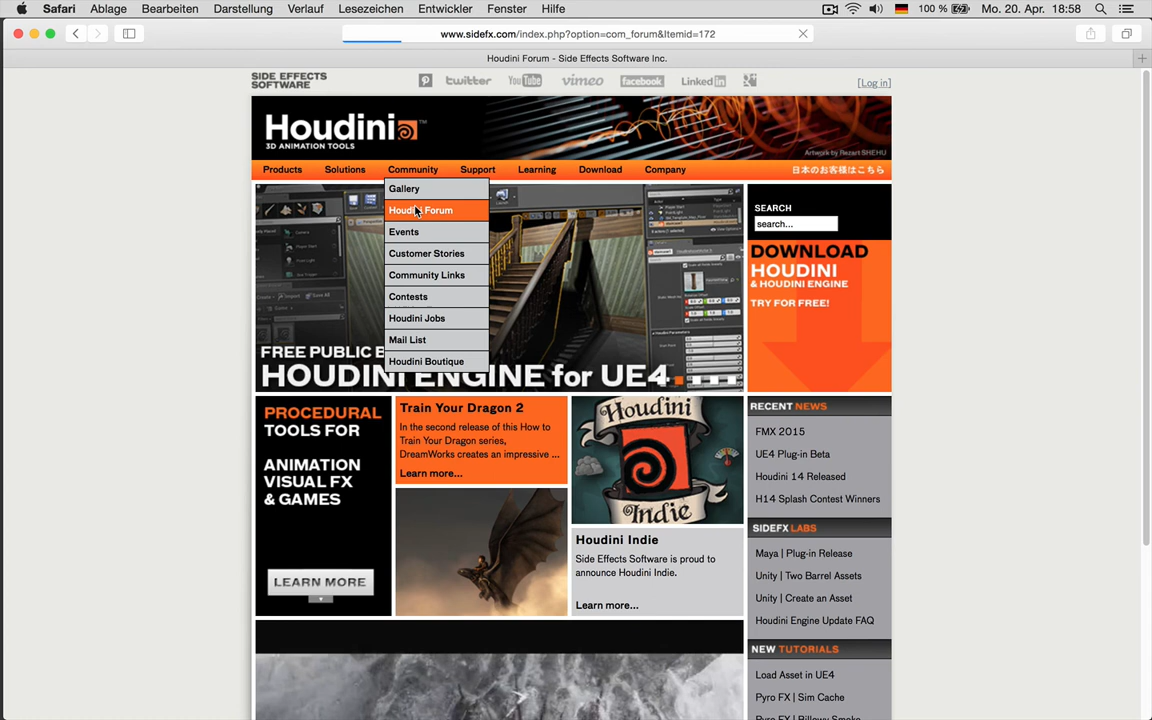 Safari Ablage Bearbeiten Darstellung Verlauf Lesezeichen Entwickler Fenster Hilfe 100 % Mo. 20. Apr. 18:58
www.sidefx.com/index.php?option=com_forum&Itemid=172
Houdini Forum - Side Effects Software Inc.
SIDE EFFECTS
SOFTWARE
twitter You Tube vimeo facebook Linked in
[Log in]
Houdini TM
3D ANIMATION TOOLS
Artwork by Rezart SHEHU
Products Solutions Community Support Learning Download Company 日本のお客様はこちら
Gallery
Houdini Forum
Events
Customer Stories
Community Links
Contests
Houdini Jobs
Mail List
Houdini Boutique
FREE PUBLIC
HOUDINI ENGINE for UE4
SEARCH
search...
DOWNLOAD
HOUDINI
& HOUDINI ENGINE
TRY FOR FREE!
PROCEDURAL
TOOLS FOR
ANIMATION
VISUAL FX
& GAMES
LEARN MORE
Train Your Dragon 2
In the second release of this How to
Train Your Dragon series,
DreamWorks creates an impressive ...
Learn more...
Houdini
Indie
Houdini Indie
Side Effects Software is proud to
announce Houdini Indie.
Learn more...
RECENT NEWS
FMX 2015
UE4 Plug-in Beta
Houdini 14 Released
H14 Splash Contest Winners
SIDEFX LABS
Maya | Plug-in Release
Unity | Two Barrel Assets
Unity | Create an Asset
Houdini Engine Update FAQ
NEW TUTORIALS
Load Asset in UE4
Pyro FX | Sim Cache
Pyro FX | Billowy Smoke